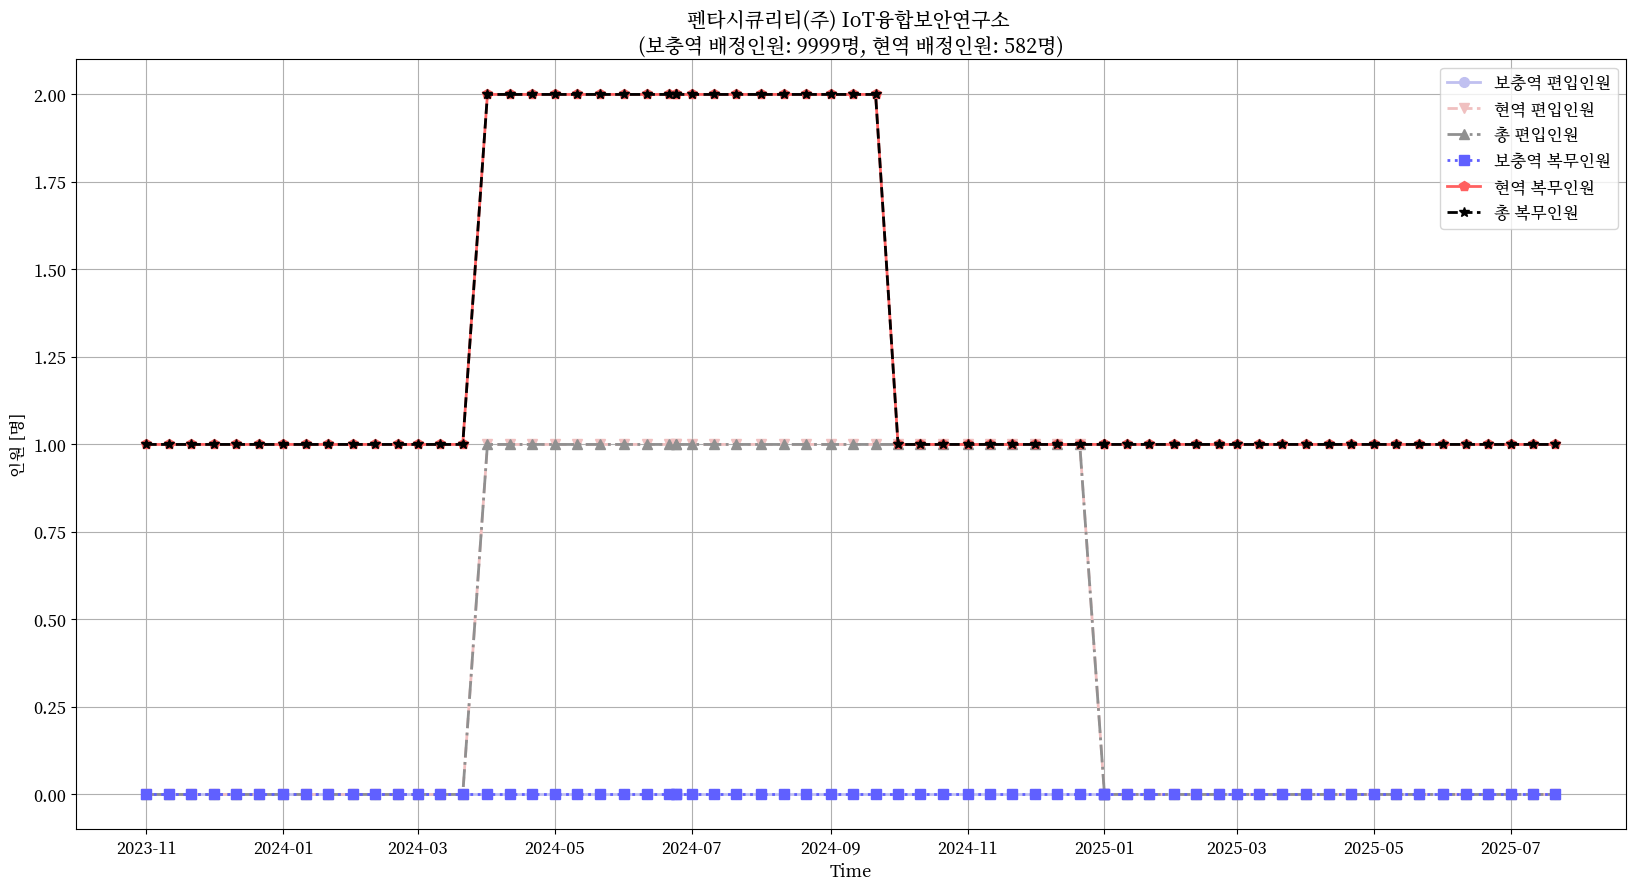 펜타시큐리티(주) IoT융합보안연구소
(보충역 배정인원: 9999명, 현역 배정인원: 582명)
보충역 편입인원
현역 편입인원
총 편입인원
보충역 복무인원
현역 복무인원
총 복무인원
인원 [명]
2.00
1.75
1.50
1.25
1.00
0.75
0.50
0.25
0.00
2023-11
2024-01
2024-03
2024-05
2024-07
2024-09
2024-11
2025-01
2025-03
2025-05
2025-07
Time